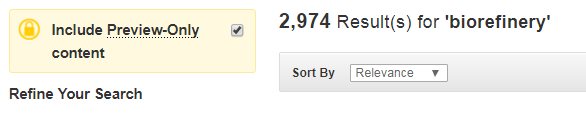 Include Preview-Only
content
Refine Your Search
2,974 Result(s) for 'biorefinery'
Sort By Relevance